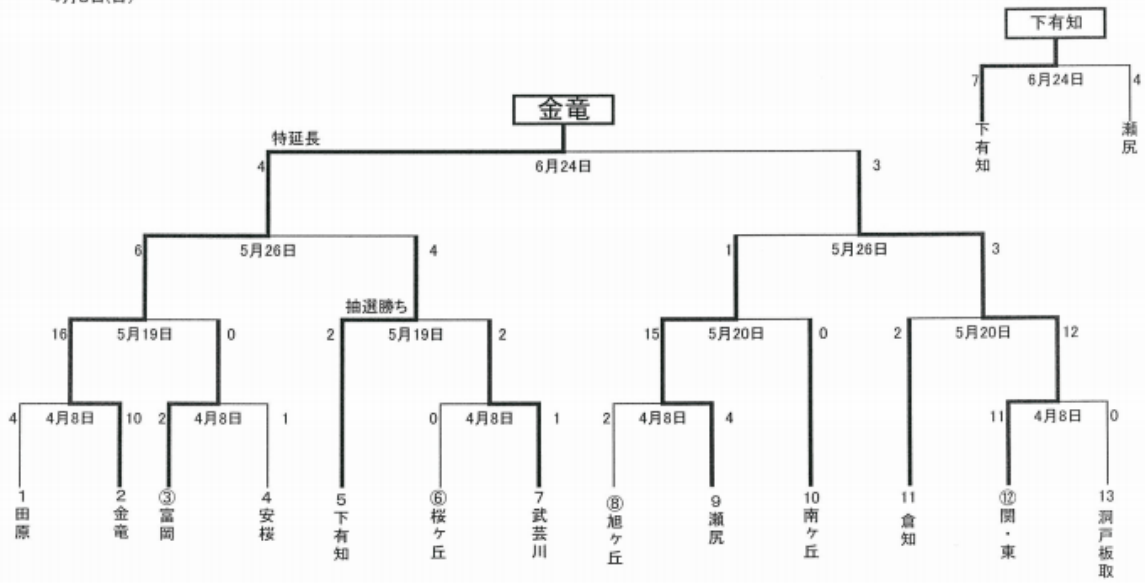 下有知
7 6月24日 4
下有知 瀬尻
金竜
特延長
4 6月24日 3
6 5月26日 4 1 5月26日 3
抽選勝ち
16 5月19日 0 2 5月19日 2 15 5月20日 0 2 5月20日 12
4 4月8日 10 2 4月8日 1 0 4月8日 1 2 4月8日 4 11 4月8日 0
1 田原
2 金竜
③ 富岡
4 安桜
5 下有知
⑥ 桜ケ丘
7 武芸川
⑧ 旭ケ丘
9 瀬尻
10 南ケ丘
11 倉知
⑫ 関・東
13 洞戸板取